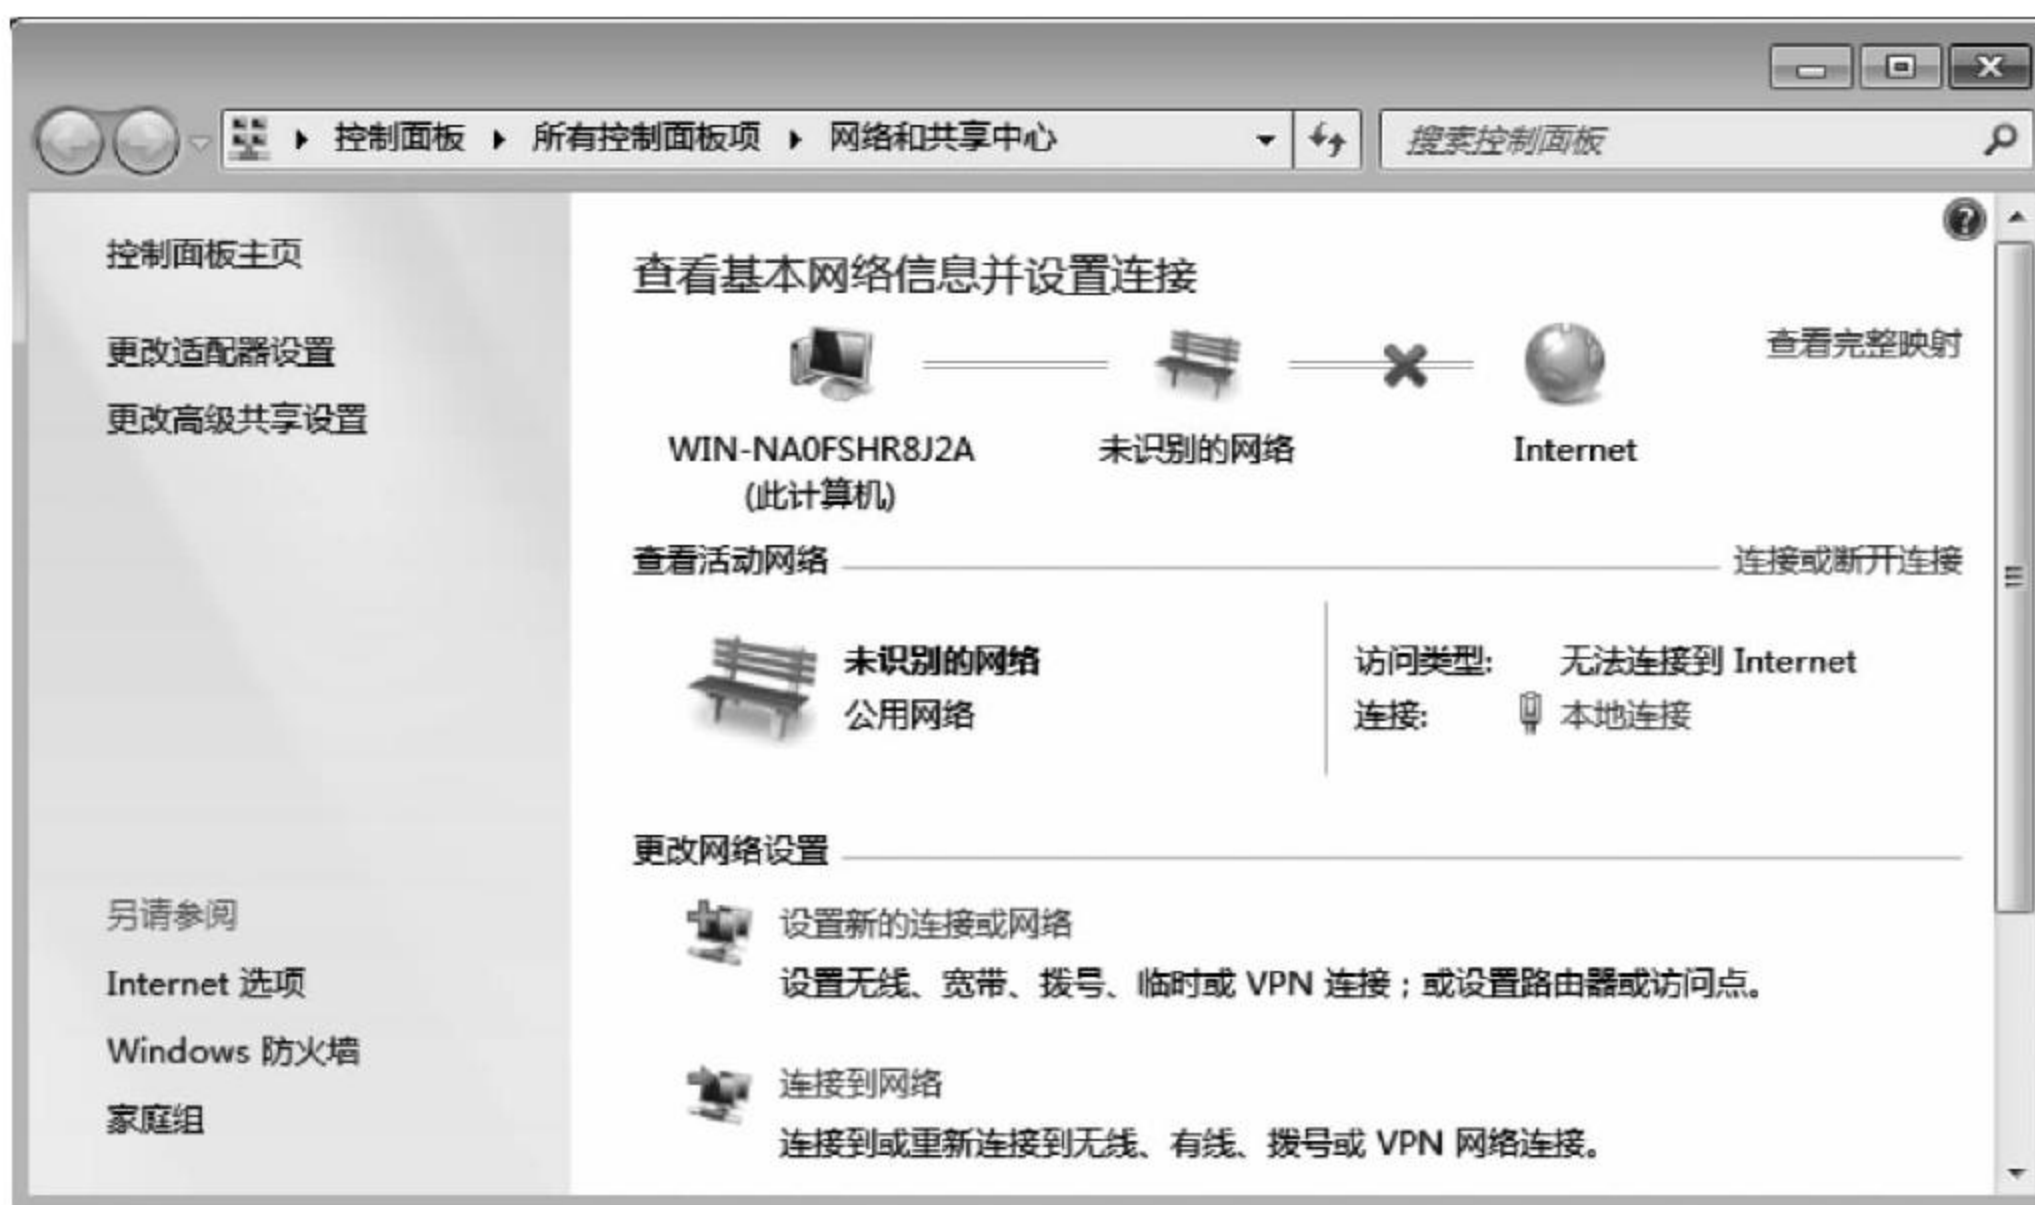 控制面板 ▸ 所有控制面板项 ▸ 网络和共享中心
搜索控制面板
控制面板主页
更改适配器设置
更改高级共享设置
另请参阅
Internet 选项
Windows 防火墙
家庭组
查看基本网络信息并设置连接
查看完整映射
WIN-NA0FSHR8J2A
(此计算机)
未识别的网络
Internet
查看活动网络
连接或断开连接
未识别的网络
公用网络
访问类型: 无法连接到 Internet
连接: 本地连接
更改网络设置
设置新的连接或网络
设置无线、宽带、拨号、临时或 VPN 连接；或设置路由器或访问点。
连接到网络
连接到或重新连接到无线、有线、拨号或 VPN 网络连接。